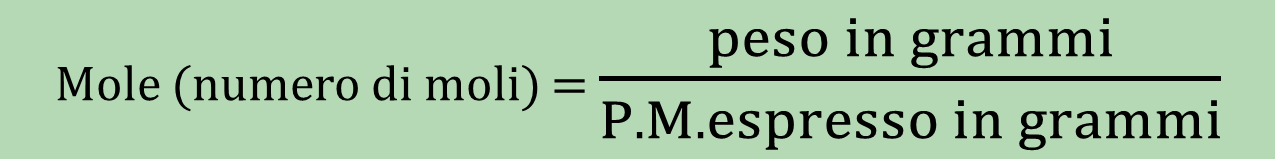 Mole (numero di moli) = peso in grammi / P.M.espresso in grammi